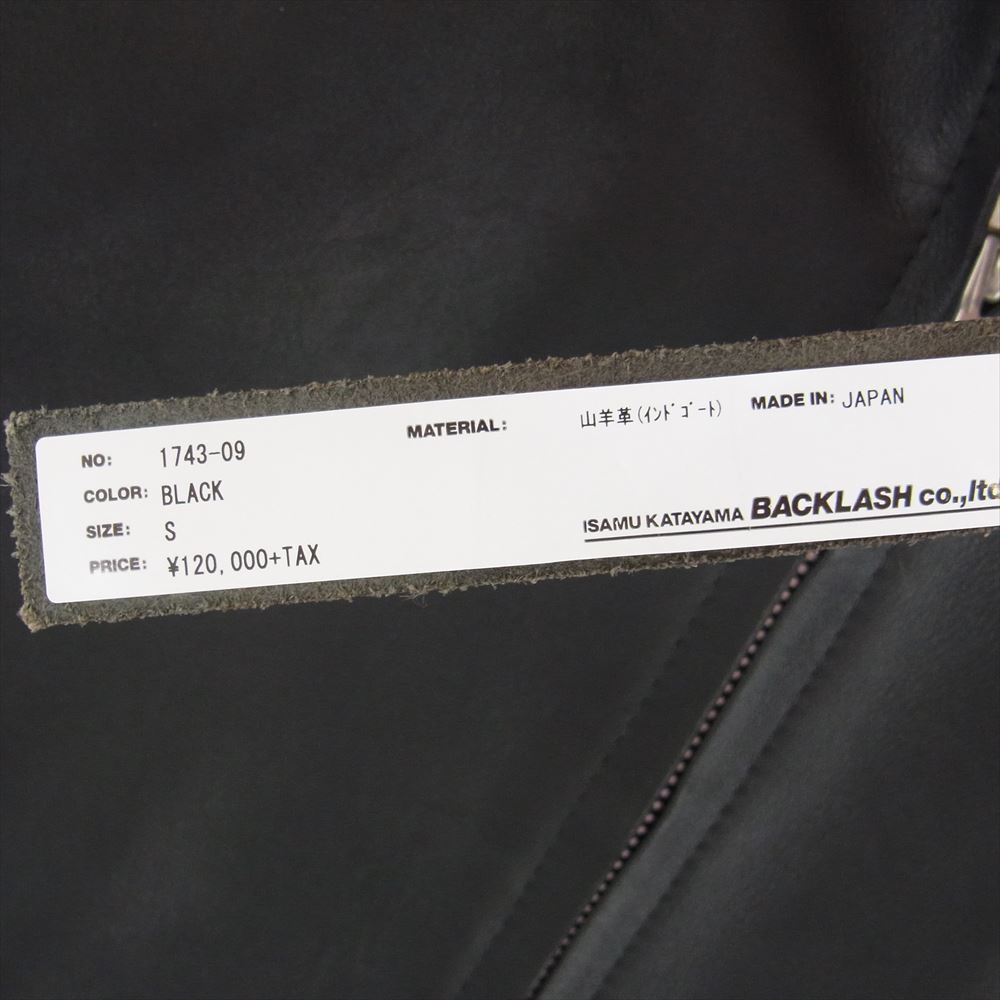 NO: 1743-09
COLOR: BLACK
SIZE: S
PRICE: ¥120,000+TAX
MATERIAL: 山羊革(ｲﾝﾄﾞｺﾞｰﾄ)
MADE IN: JAPAN
ISAMU KATAYAMA BACKLASH co.,ltd